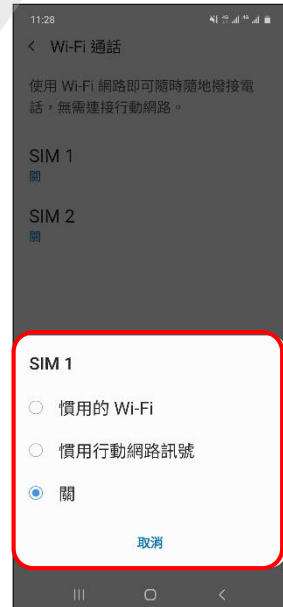 11:28
Wi-Fi 通話
使用 Wi-Fi 網路即可隨時隨地撥接電
話，無需連接行動網路。
SIM 1
關
SIM 2
關
SIM 1
慣用的 Wi-Fi
慣用行動網路訊號
關
取消